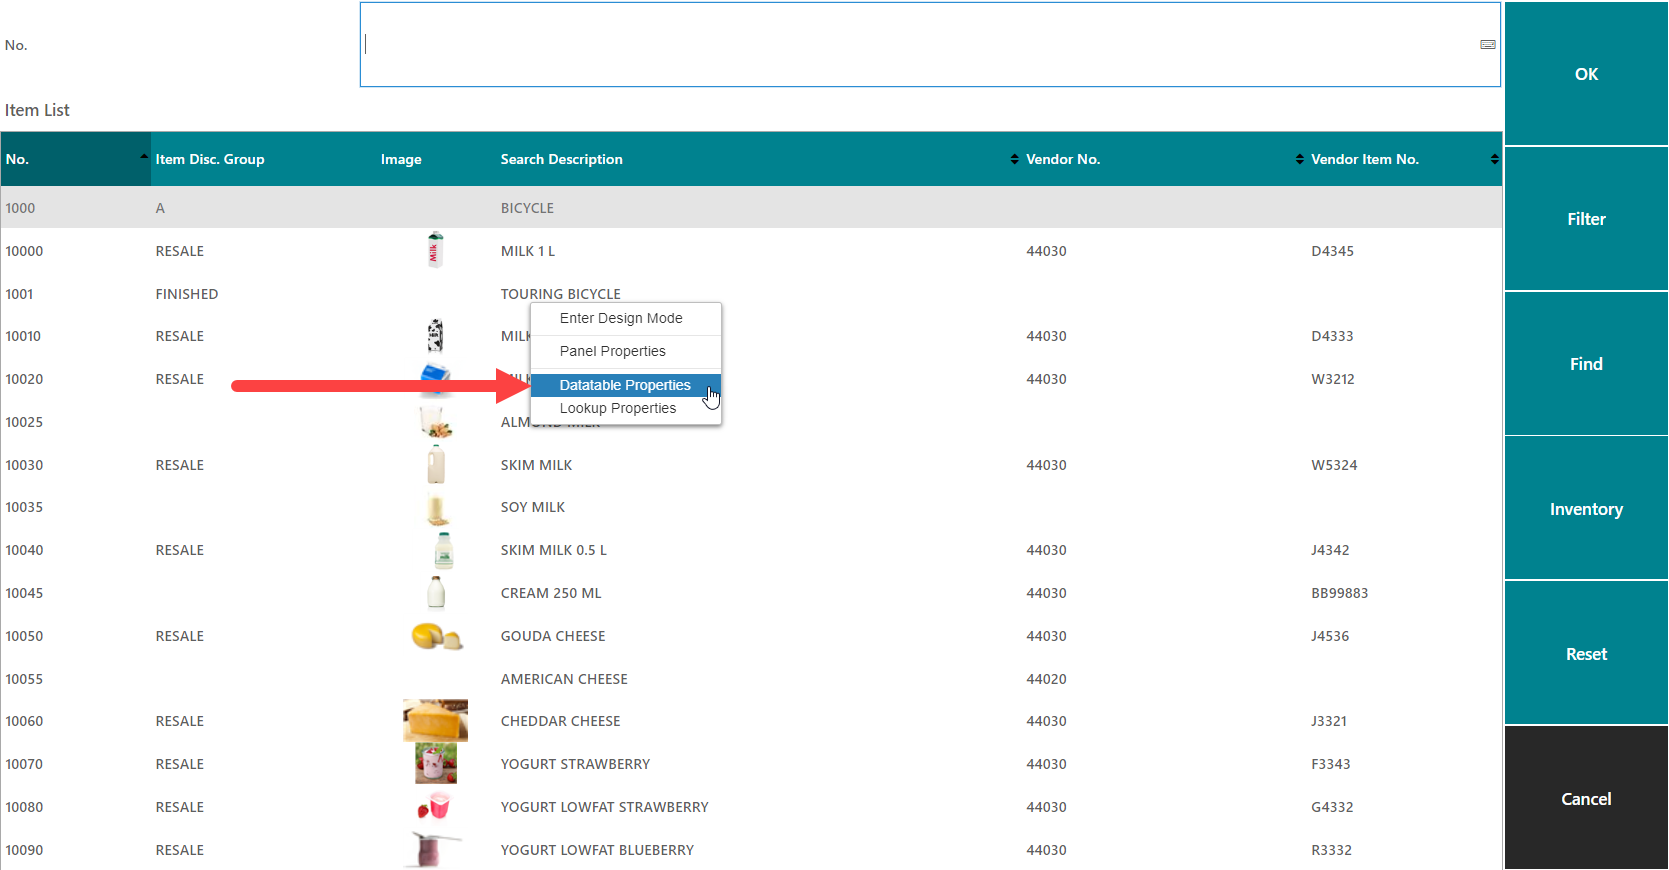 No.
OK
Item List
No. Item Disc. Group Image Search Description Vendor No. Vendor Item No.
1000 A BICYCLE
Filter
10000 RESALE MILK 1 L 44030 D4345
1001 FINISHED TOURING BICYCLE
Enter Design Mode
10010 RESALE MILK 44030 D4333
Panel Properties
Find
10020 RESALE 44030 W3212
Datatable Properties
Lookup Properties
10025 ALMOND MILK
10030 RESALE SKIM MILK 44030 W5324
10035 SOY MILK
Inventory
10040 RESALE SKIM MILK 0.5 L 44030 J4342
10045 CREAM 250 ML 44030 BB99883
10050 RESALE GOUDA CHEESE 44030 J4536
Reset
10055 AMERICAN CHEESE 44020
10060 RESALE CHEDDAR CHEESE 44030 J3321
10070 RESALE YOGURT STRAWBERRY 44030 F3343
Cancel
10080 RESALE YOGURT LOWFAT STRAWBERRY 44030 G4332
10090 RESALE YOGURT LOWFAT BLUEBERRY 44030 R3332